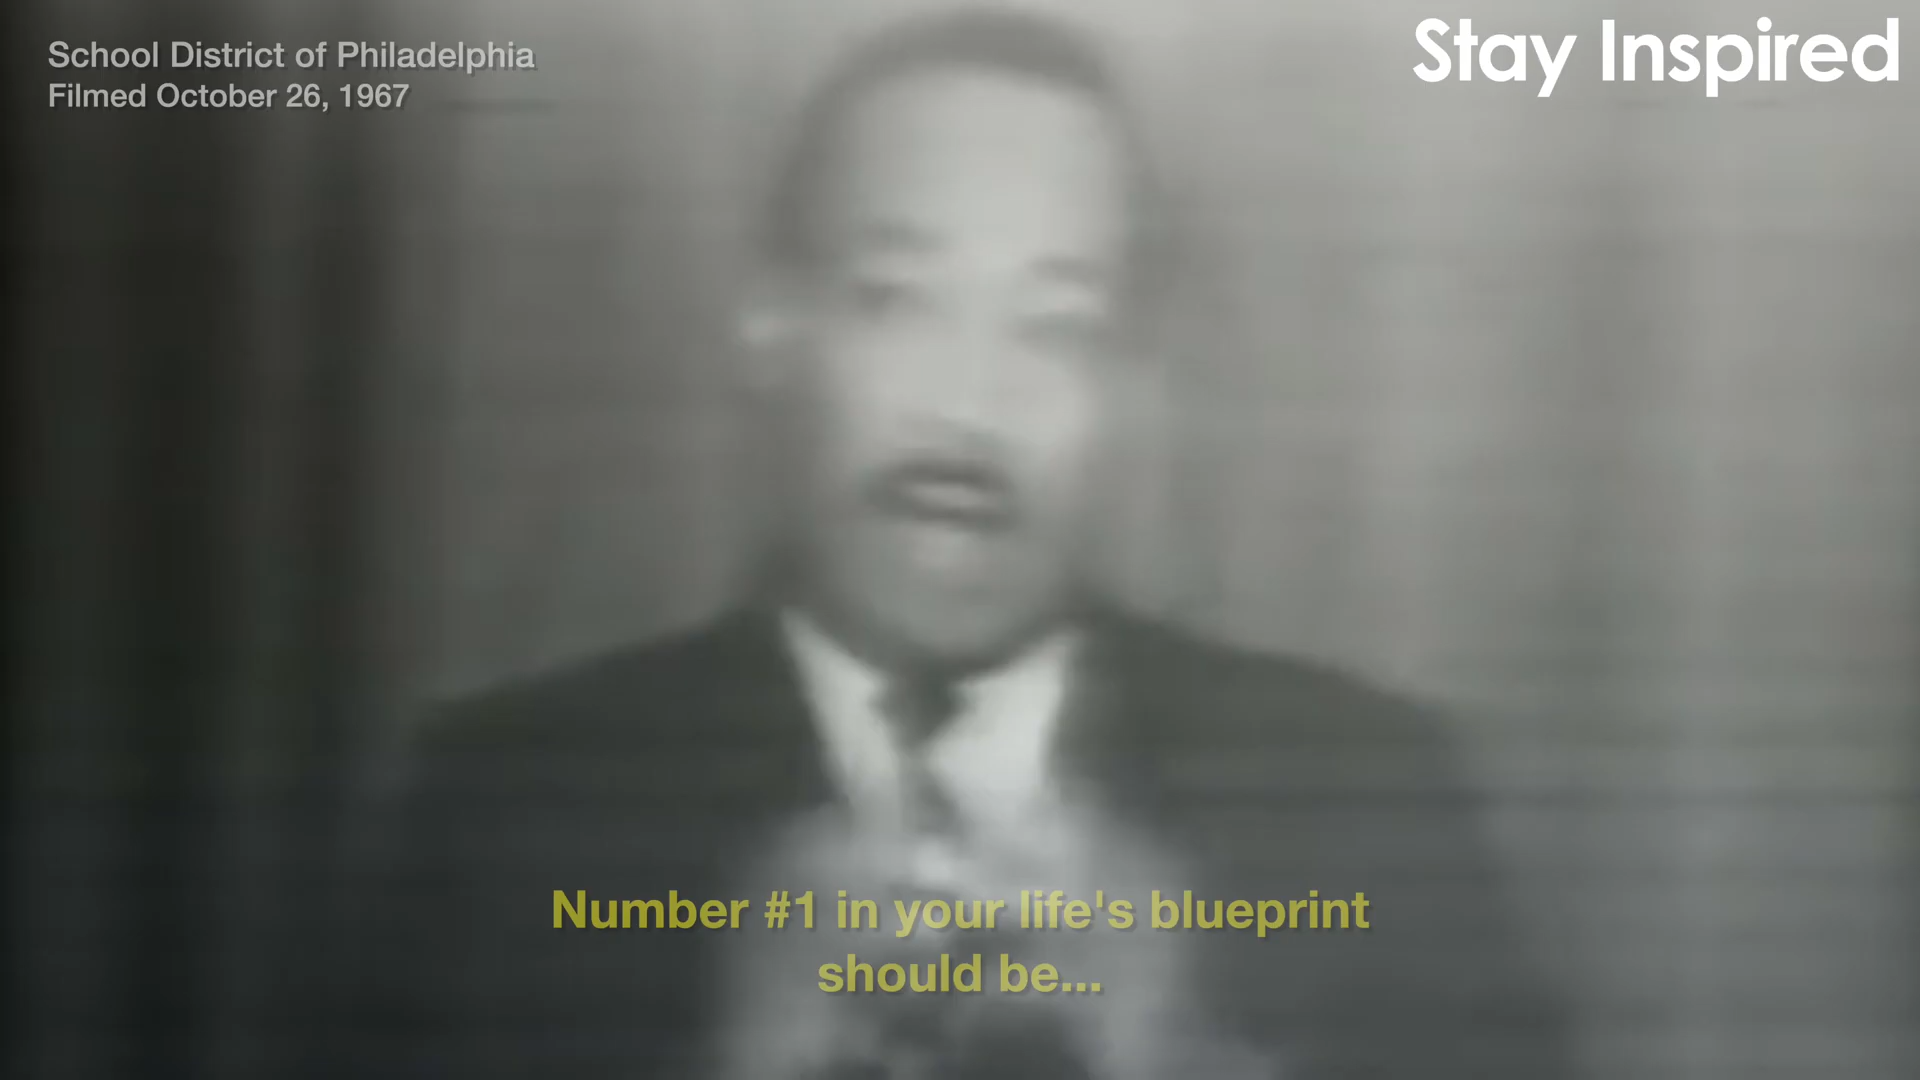 School District of Philadelphia
Filmed October 26, 1967
Stay Inspired
Number #1 in your life's blueprint
should be...